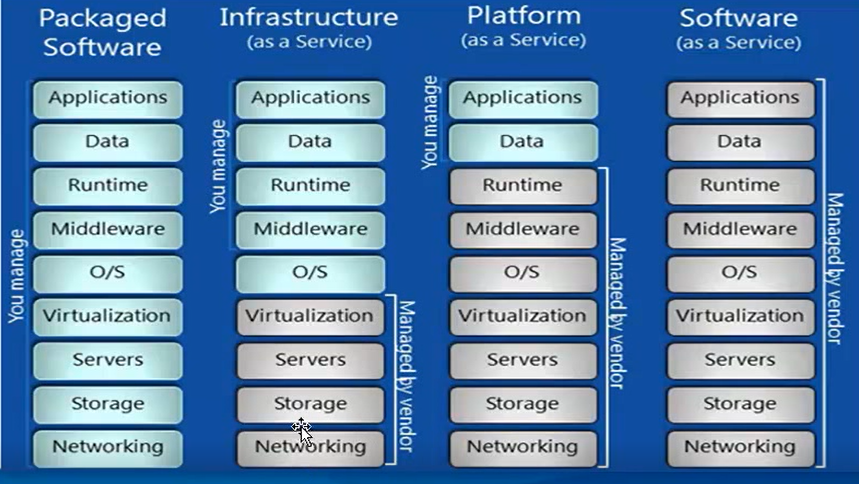 Packaged
Software
You manage
Applications
Data
Runtime
Middleware
O/S
Virtualization
Servers
Storage
Networking
Infrastructure
(as a Service)
You manage
Applications
Data
Runtime
Middleware
O/S
Virtualization
Servers
Storage
Networking
Managed by vendor
Platform
(as a Service)
You manage
Applications
Data
Runtime
Middleware
O/S
Virtualization
Servers
Storage
Networking
Managed by vendor
Software
(as a Service)
Applications
Data
Runtime
Middleware
O/S
Virtualization
Servers
Storage
Networking
Managed by vendor